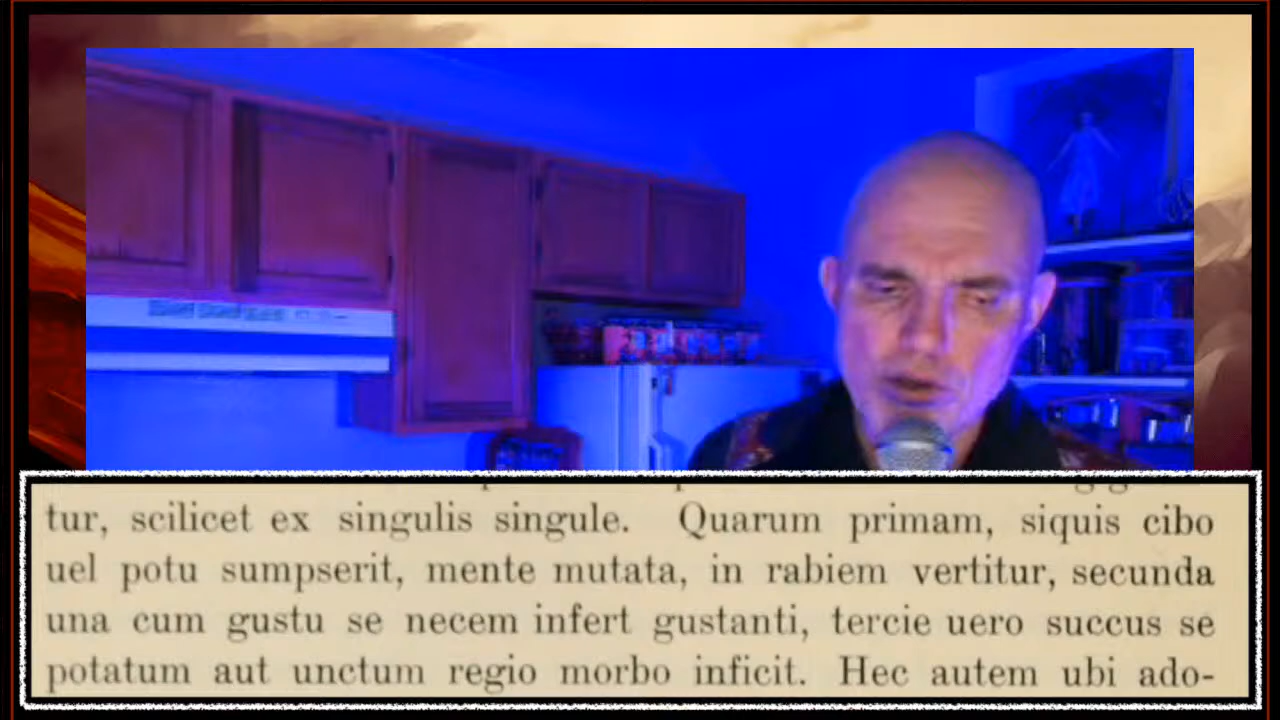 tur, scilicet ex singulis singule. Quarum primam, siquis cibo
uel potu sumpserit, mente mutata, in rabiem vertitur, secunda
una cum gustu se necem infert gustanti, tercie uero succus se
potatum aut unctum regio morbo inficit. Hec autem ubi ado-